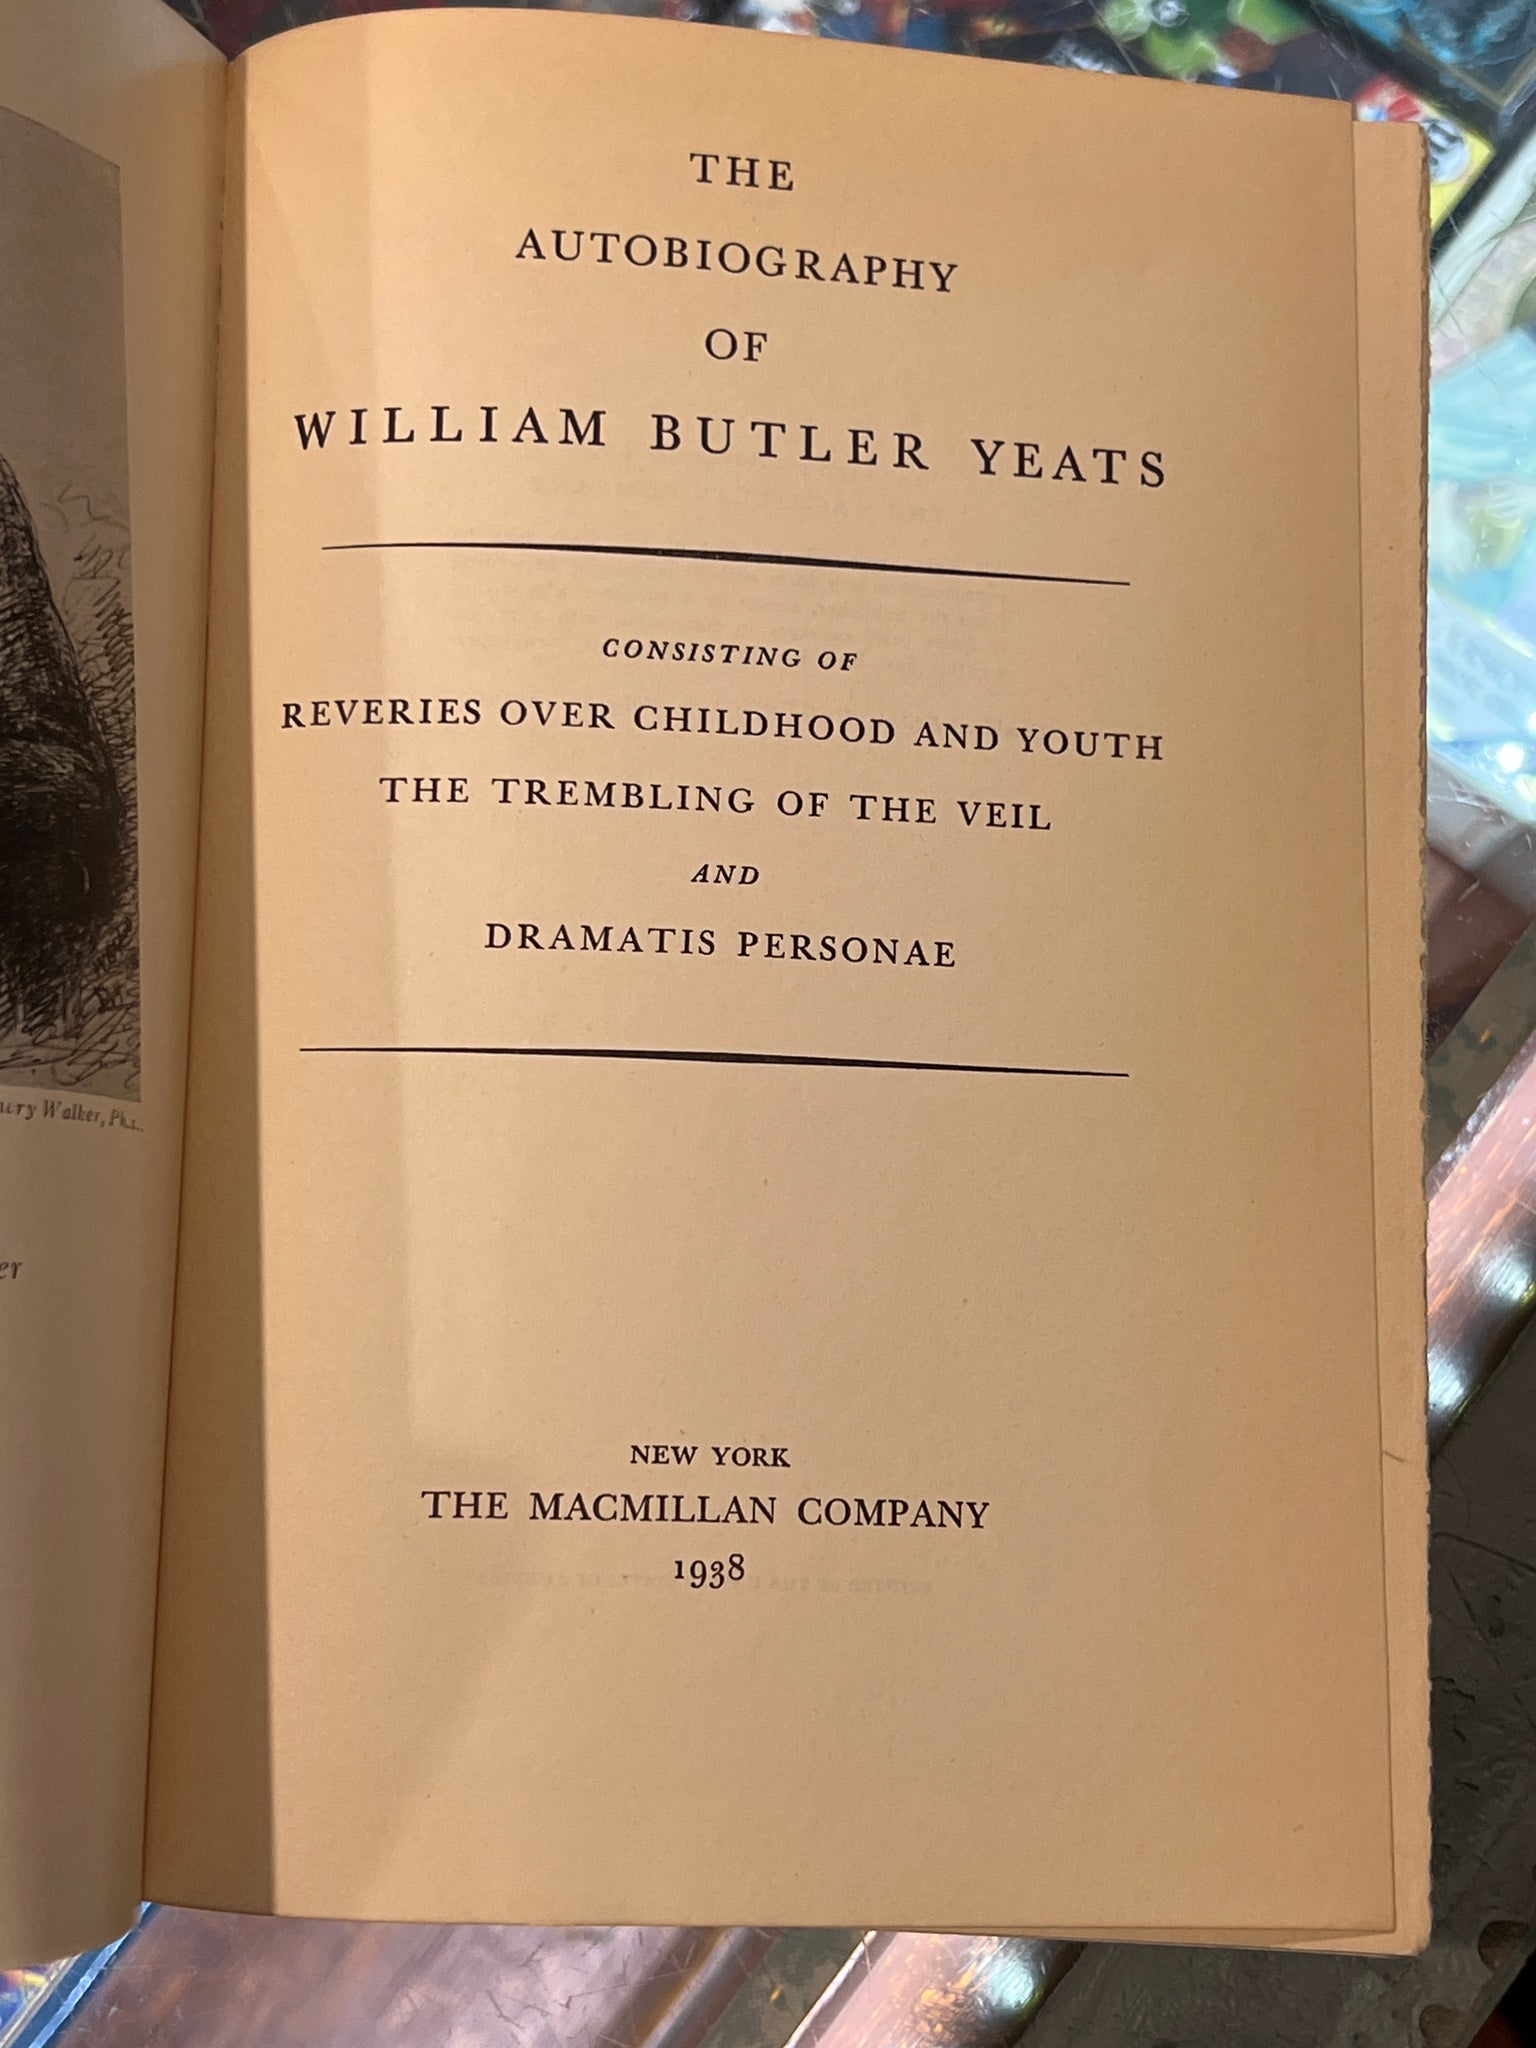 THE
AUTOBIOGRAPHY
OF
WILLIAM BUTLER YEATS
CONSISTING OF
REVERIES OVER CHILDHOOD AND YOUTH
THE TREMBLING OF THE VEIL
AND
DRAMATIS PERSONAE
NEW YORK
THE MACMILLAN COMPANY
1938
Walker,